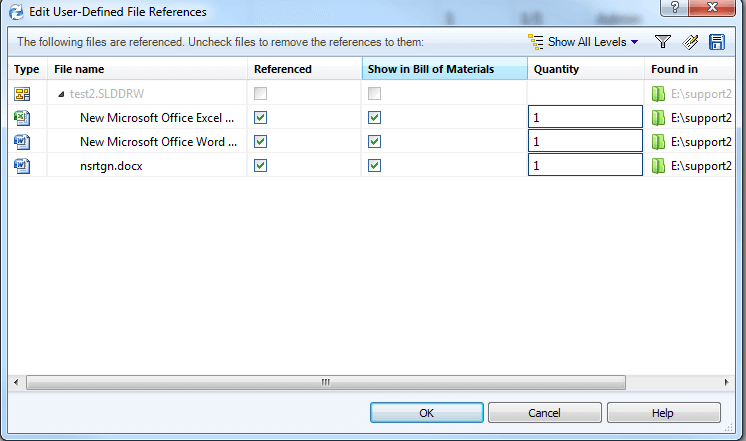 Edit User-Defined File References
The following files are referenced. Uncheck files to remove the references to them:
Show All Levels
Type File name Referenced Show in Bill of Materials Quantity Found in
test2.SLDDRW E:\support2
New Microsoft Office Excel ... 1 E:\support2
New Microsoft Office Word ... 1 E:\support2
nsrtgn.docx 1 E:\support2
OK Cancel Help